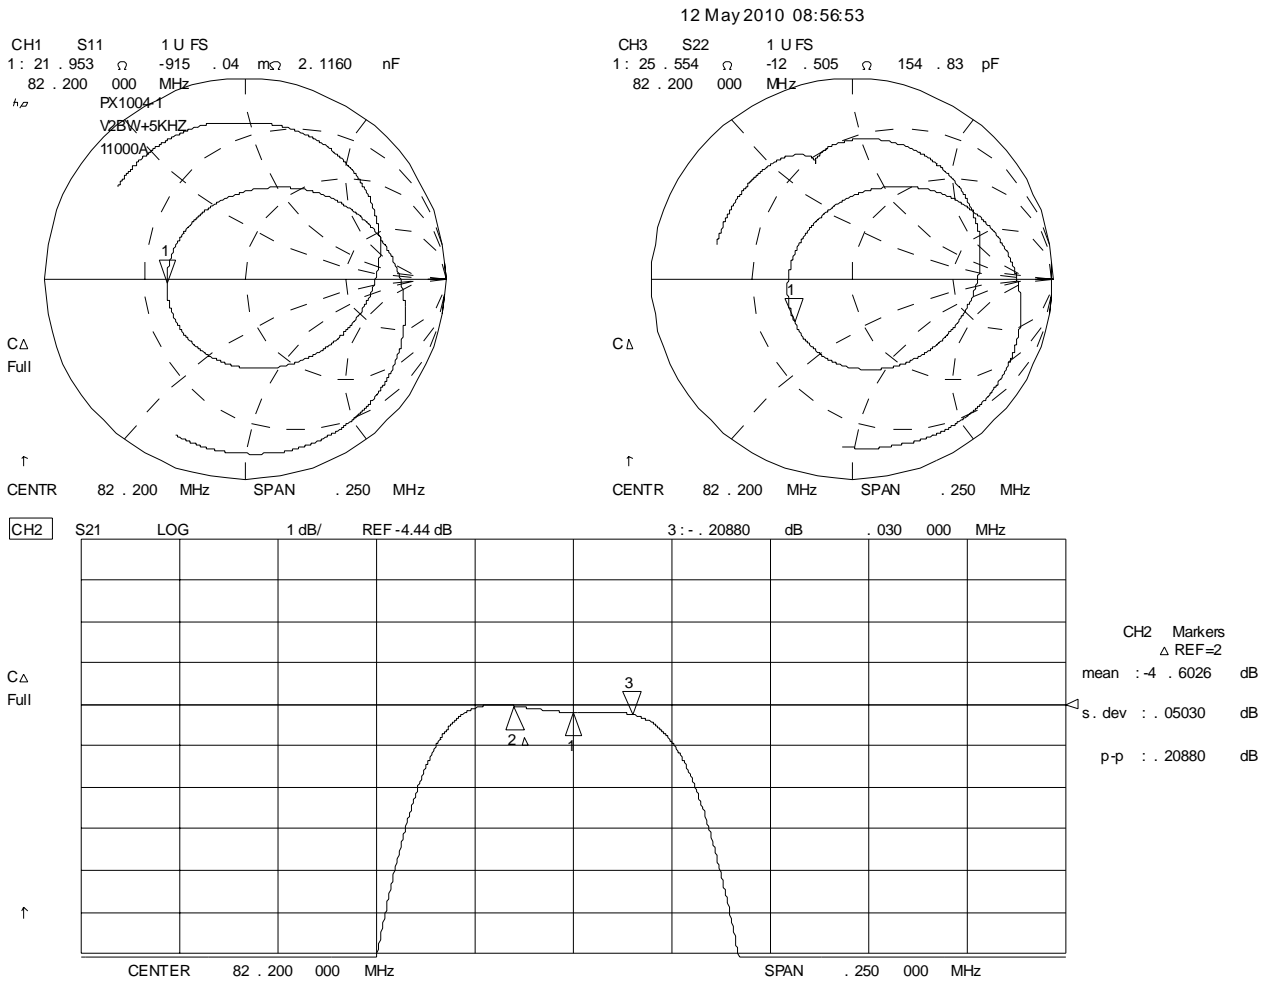 12 May 2010 08:56:53
CH1 S11 1 U FS
1: 21 .953 Ω -915 .04 mΩ 2.1160 nF
82 .200 000 MHz
PX1004-1
V2BW+5KHZ
11000A
1
C∆
Full
↑
CENTR 82 .200 MHz SPAN .250 MHz
CH3 S22 1 U FS
1: 25 .554 Ω -12 .505 Ω 154 .83 pF
82 .200 000 MHz
1
C∆
↑
CENTR 82 .200 MHz SPAN .250 MHz
CH2 S21 LOG 1 dB/ REF -4.44 dB 3:- .20880 dB .030 000 MHz
C∆
Full
3
2 ∆
1
↑
CH2 Markers
∆ REF=2
mean :-4 .6026 dB
s. dev : .05030 dB
p-p : .20880 dB
CENTER 82 .200 000 MHz SPAN .250 000 MHz